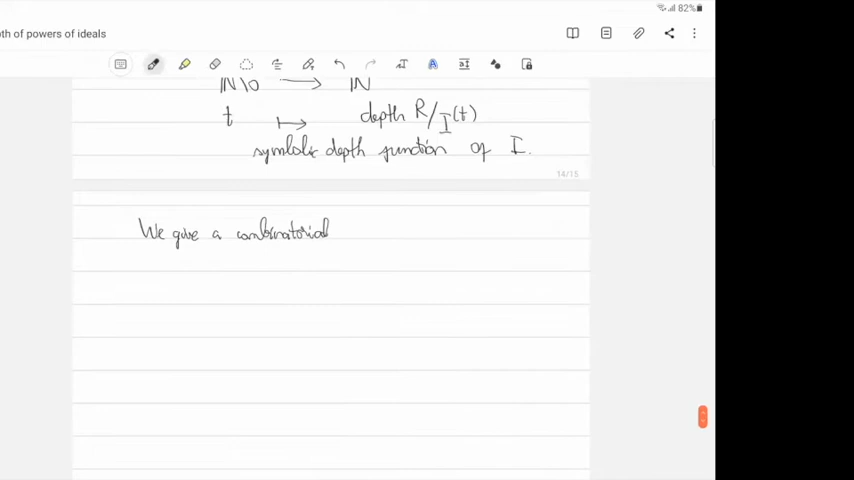 82%
th of powers of ideals
ℕ\0 ⟶ ℕ
t ⟼ depth R/I(t)
symbolic depth function of I.
14/15
We give a combinatorial